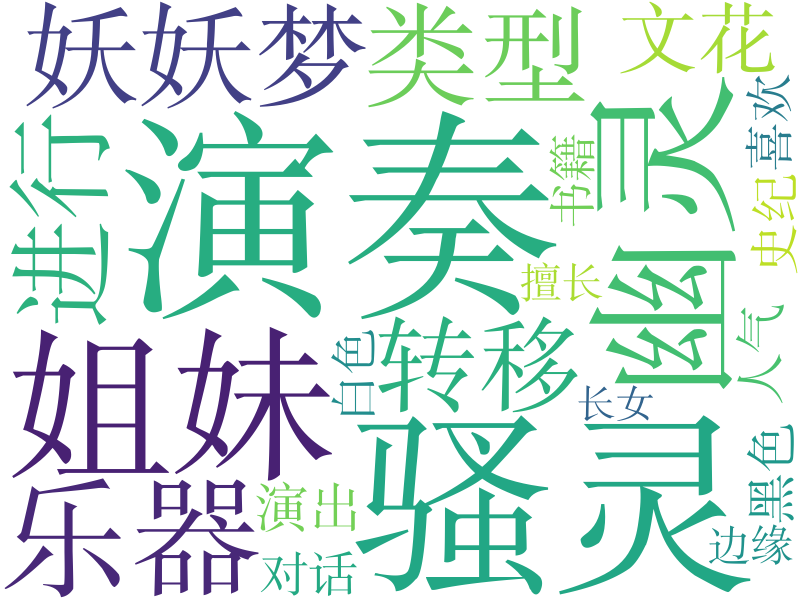 妖妖梦
类型
文花
进行
演奏
书籍
幽灵
喜欢
史纪
擅长
姐妹
白色
转移
人气
长女
骚灵
黑色
乐器
演出
对话
边缘